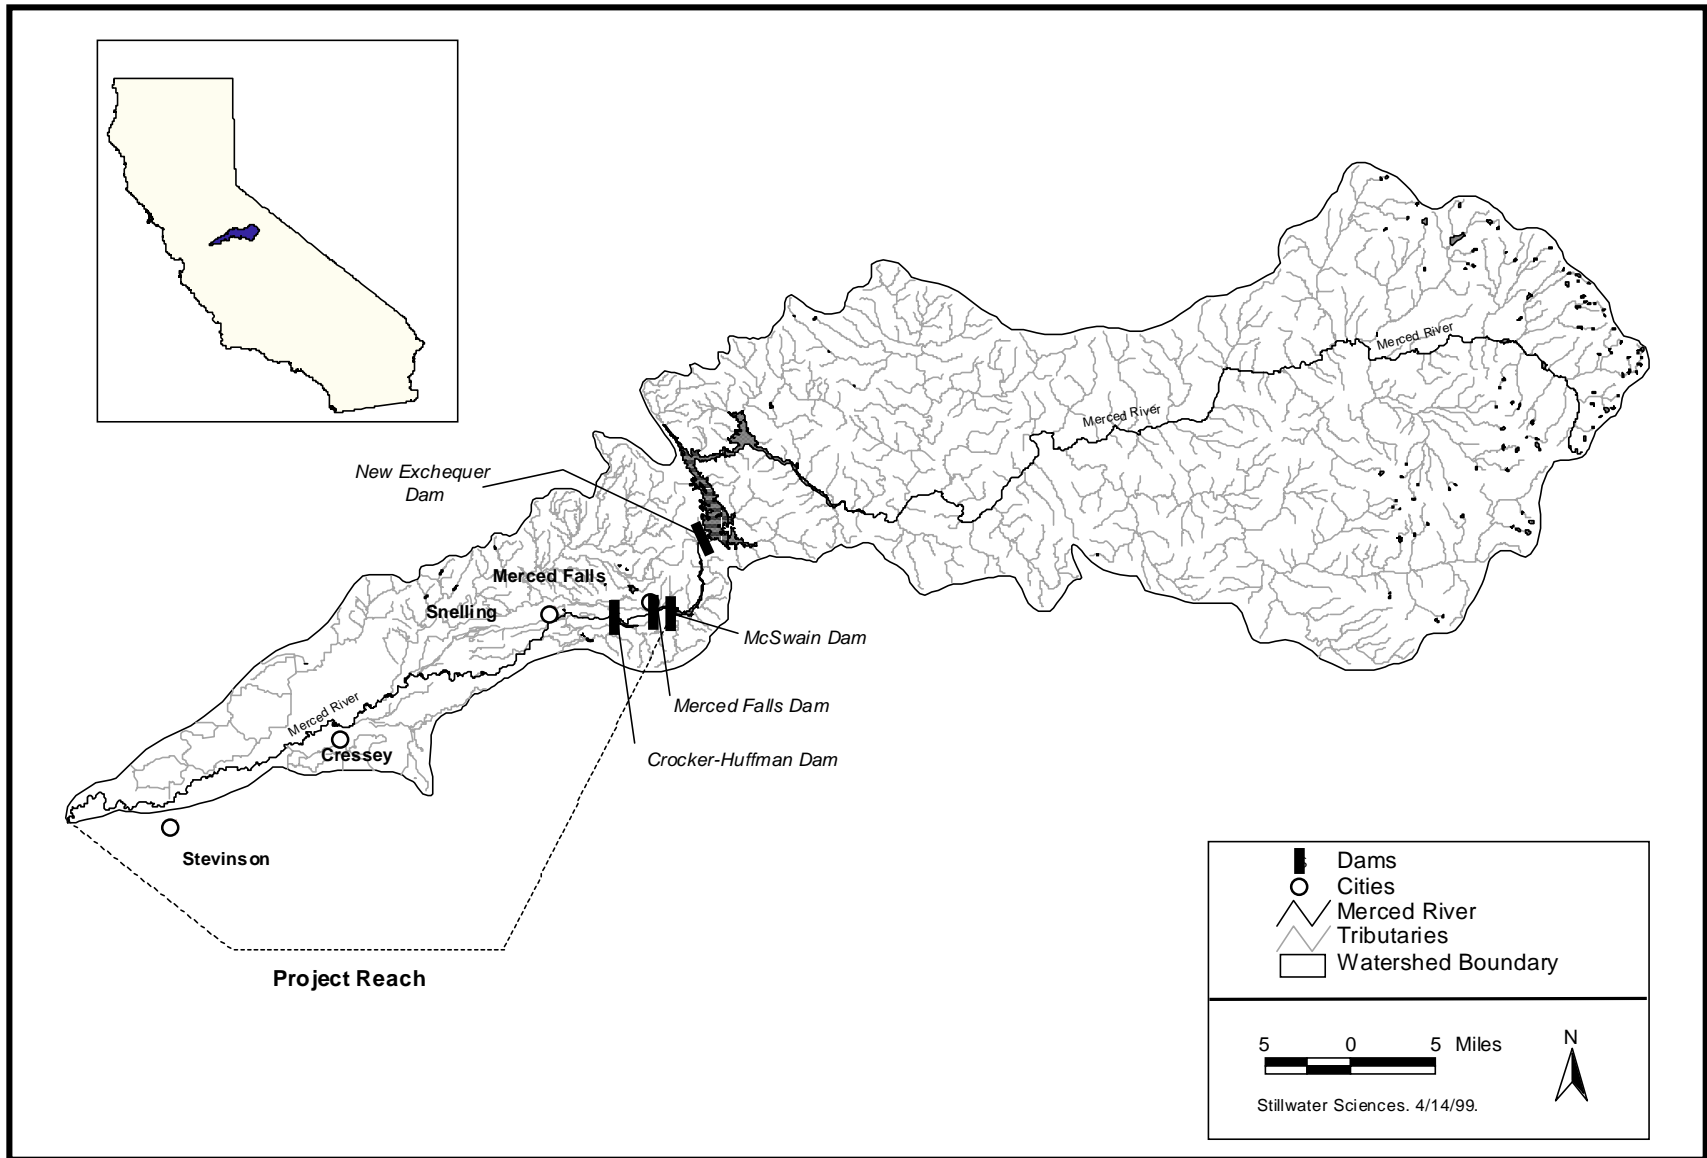 Merced River
Merced River
New Exchequer
Dam
Merced Falls
Snelling
McSwain Dam
Merced River
Merced Falls Dam
Cressey
Crocker-Huffman Dam
Stevinson
Project Reach
Dams
Cities
Merced River
Tributaries
Watershed Boundary
5 0 5 Miles
N
Stillwater Sciences. 4/14/99.